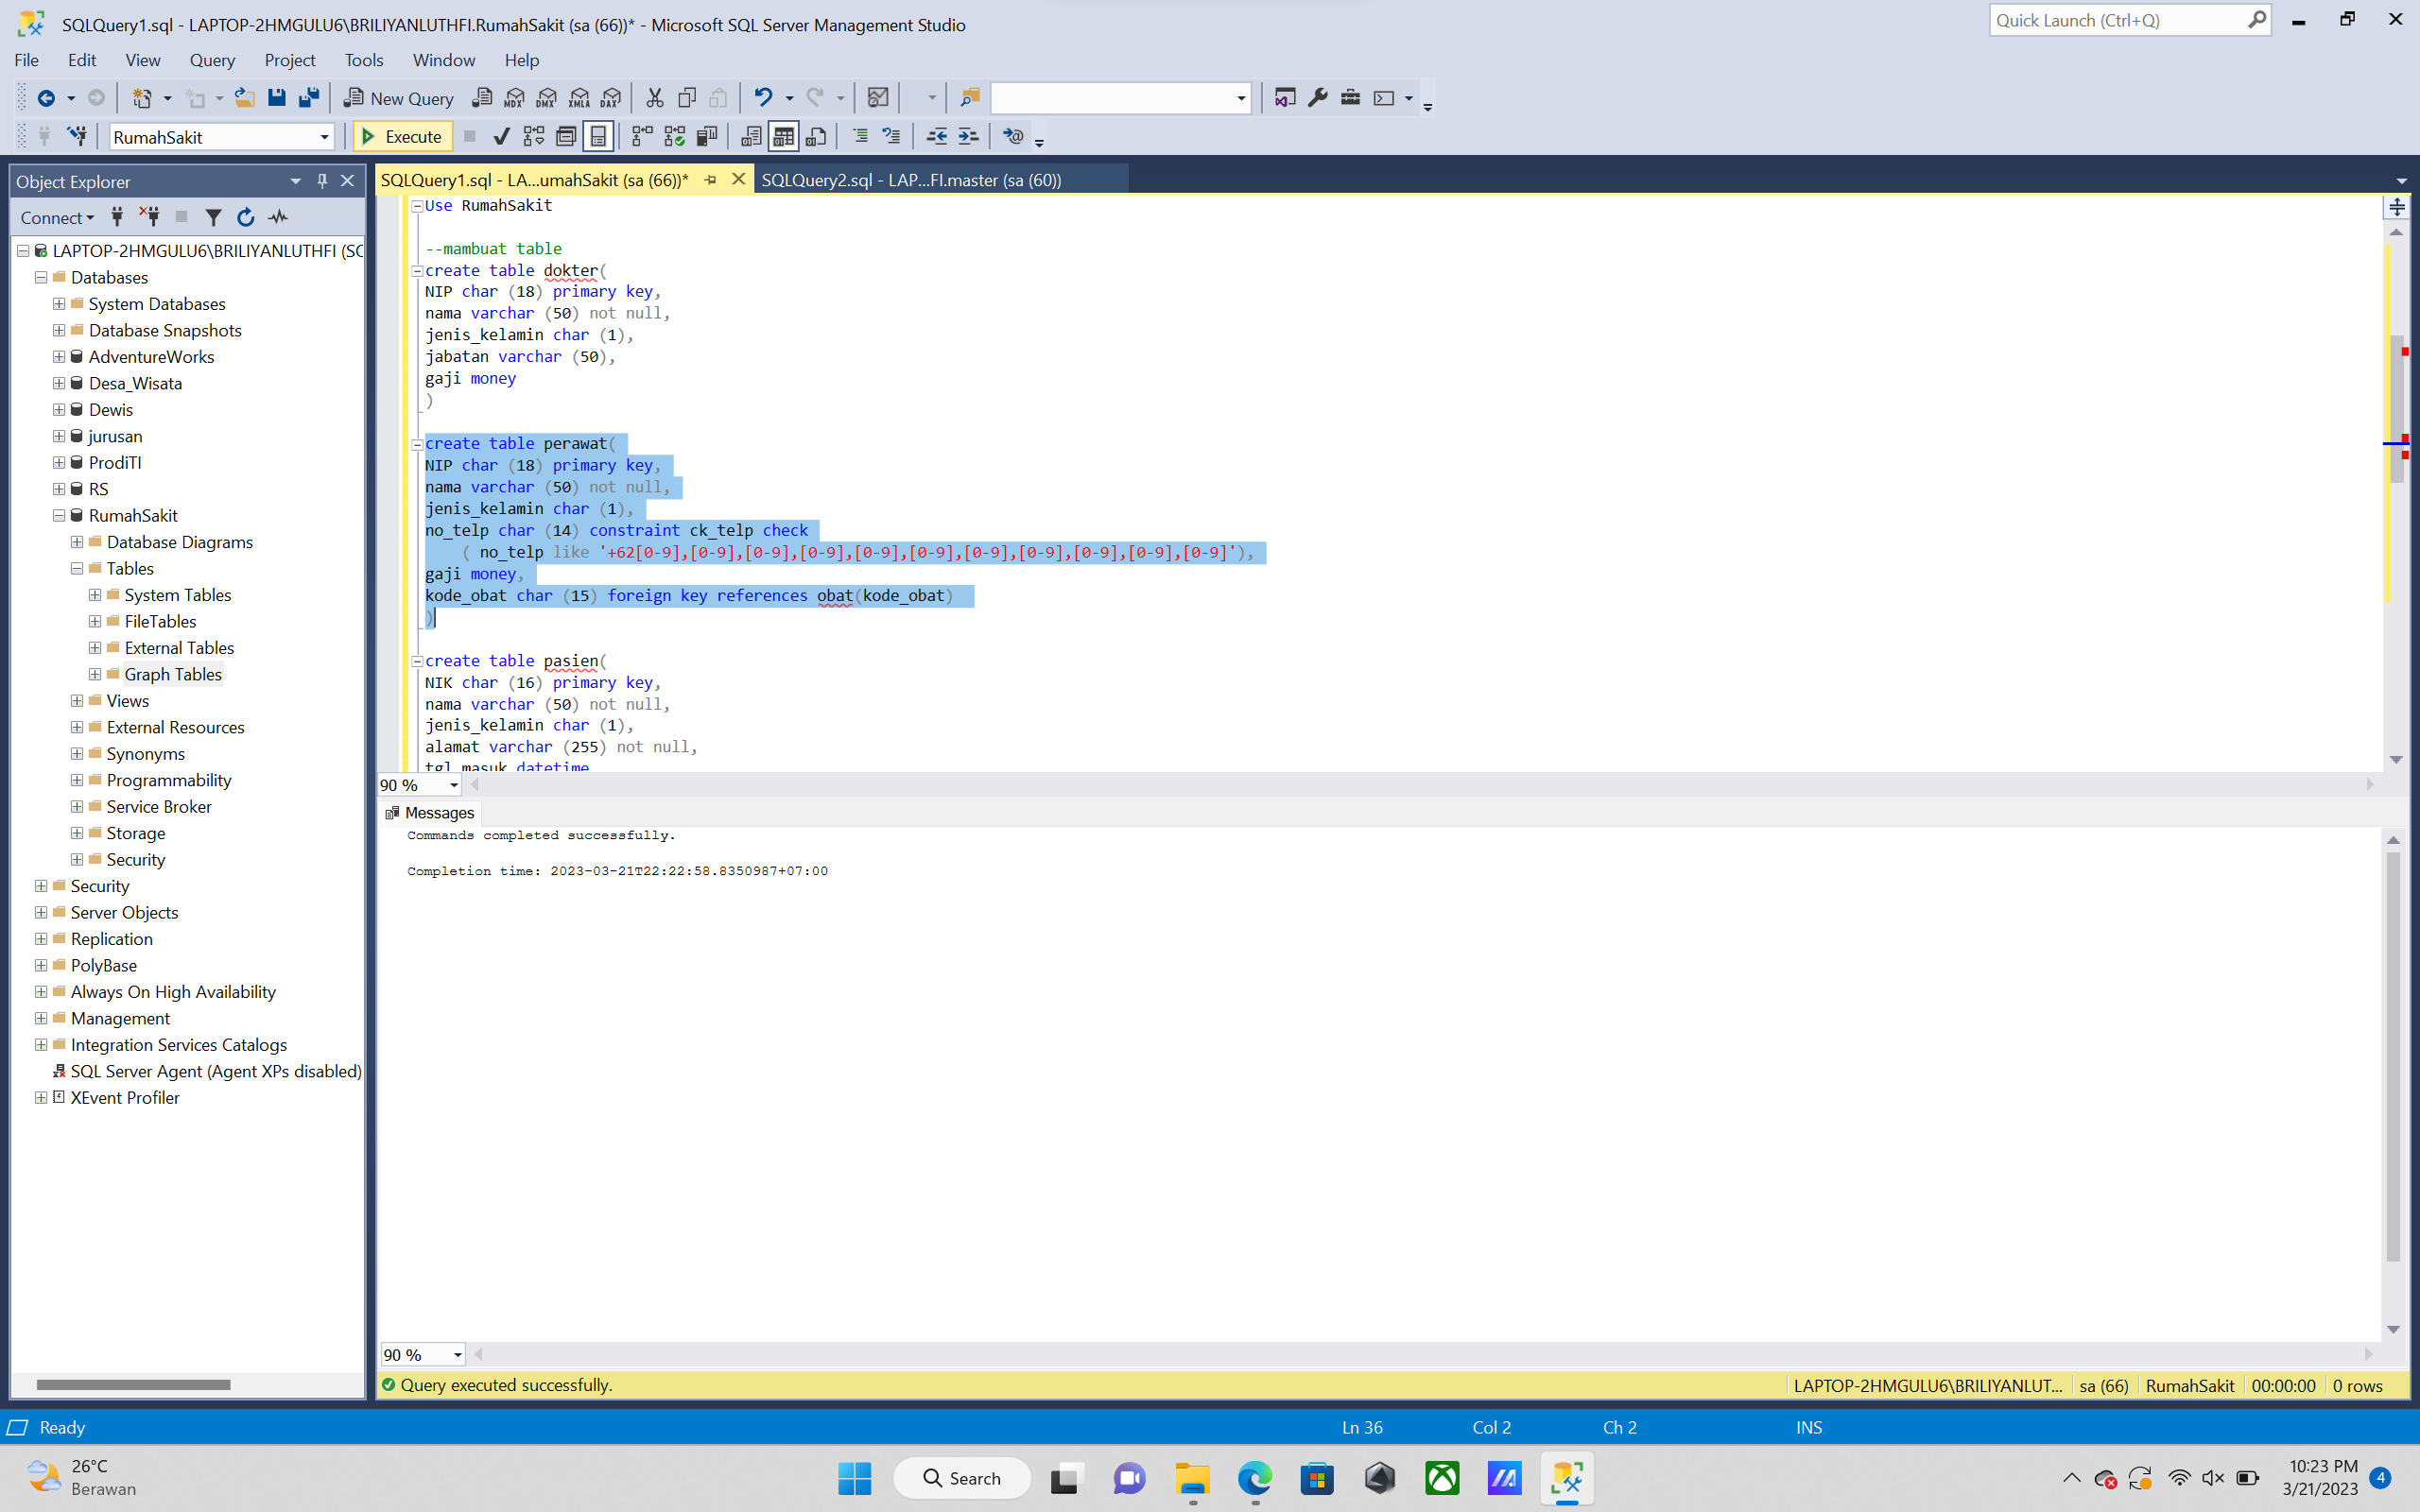 SQLQuery1.sql - LAPTOP-2HMGULU6\BRILIYANLUTHFI.RumahSakit (sa (66))* - Microsoft SQL Server Management Studio
Quick Launch (Ctrl+Q)
File Edit View Query Project Tools Window Help
New Query MDX DMX XMLA DAX
RumahSakit Execute
Object Explorer
SQLQuery1.sql - LA...umahSakit (sa (66))* SQLQuery2.sql - LAP...FI.master (sa (60))
Connect
LAPTOP-2HMGULU6\BRILIYANLUTHFI (SC
Databases
System Databases
Database Snapshots
AdventureWorks
Desa_Wisata
Dewis
jurusan
ProdiTI
RS
RumahSakit
Database Diagrams
Tables
System Tables
FileTables
External Tables
Graph Tables
Views
External Resources
Synonyms
Programmability
Service Broker
Storage
Security
Security
Server Objects
Replication
PolyBase
Always On High Availability
Management
Integration Services Catalogs
SQL Server Agent (Agent XPs disabled)
XEvent Profiler
Use RumahSakit
--mambuat table
create table dokter(
NIP char (18) primary key,
nama varchar (50) not null,
jenis_kelamin char (1),
jabatan varchar (50),
gaji money
)
create table perawat(
NIP char (18) primary key,
nama varchar (50) not null,
jenis_kelamin char (1),
no_telp char (14) constraint ck_telp check
( no_telp like '+62[0-9],[0-9],[0-9],[0-9],[0-9],[0-9],[0-9],[0-9],[0-9],[0-9],[0-9]'),
gaji money,
kode_obat char (15) foreign key references obat(kode_obat)
)
create table pasien(
NIK char (16) primary key,
nama varchar (50) not null,
jenis_kelamin char (1),
alamat varchar (255) not null,
tgl_masuk datetime
90 %
Messages
Commands completed successfully.
Completion time: 2023-03-21T22:22:58.8350987+07:00
90 %
Query executed successfully. LAPTOP-2HMGULU6\BRILIYANLUT... sa (66) RumahSakit 00:00:00 0 rows
Ready Ln 36 Col 2 Ch 2 INS
26°C
Berawan
Search
10:23 PM
3/21/2023
4